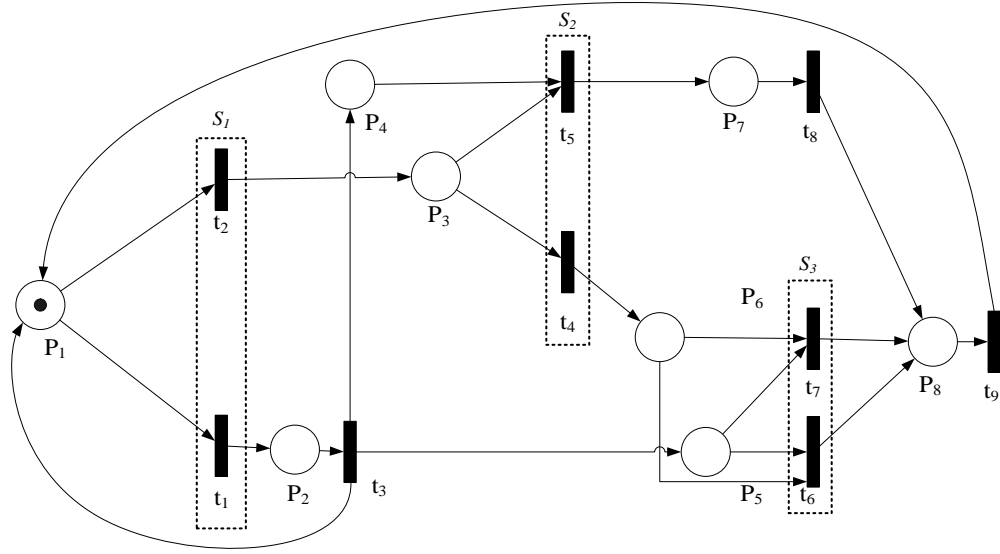 S₂
S₁
P₄
t₅
P₇
t₈
t₂
P₃
S₃
P₆
t₄
P₁
t₇
P₈
t₉
t₁
P₂
t₃
P₅
t₆